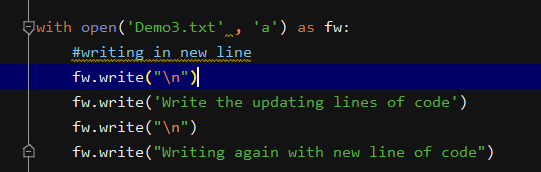 with open('Demo3.txt' , 'a') as fw:
#writing in new line
fw.write("\n")
fw.write('Write the updating lines of code')
fw.write("\n")
fw.write("Writing again with new line of code")